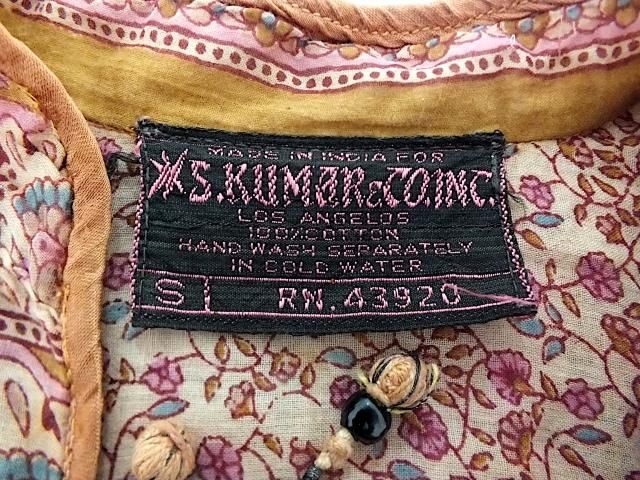 MADE IN INDIA FOR
S.KUMAR&CO.INC.
LOS ANGELOS
100%COTTON
HAND WASH SEPARATELY
IN COLD WATER
S RN.43920